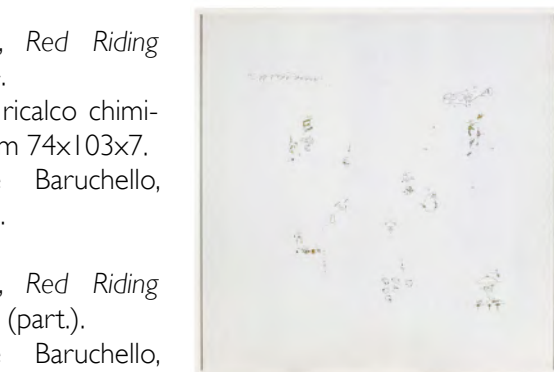 , Red Riding
.
ricalco chimi-
m 74x103x7.
Baruchello,
.
, Red Riding
(part.).
Baruchello,